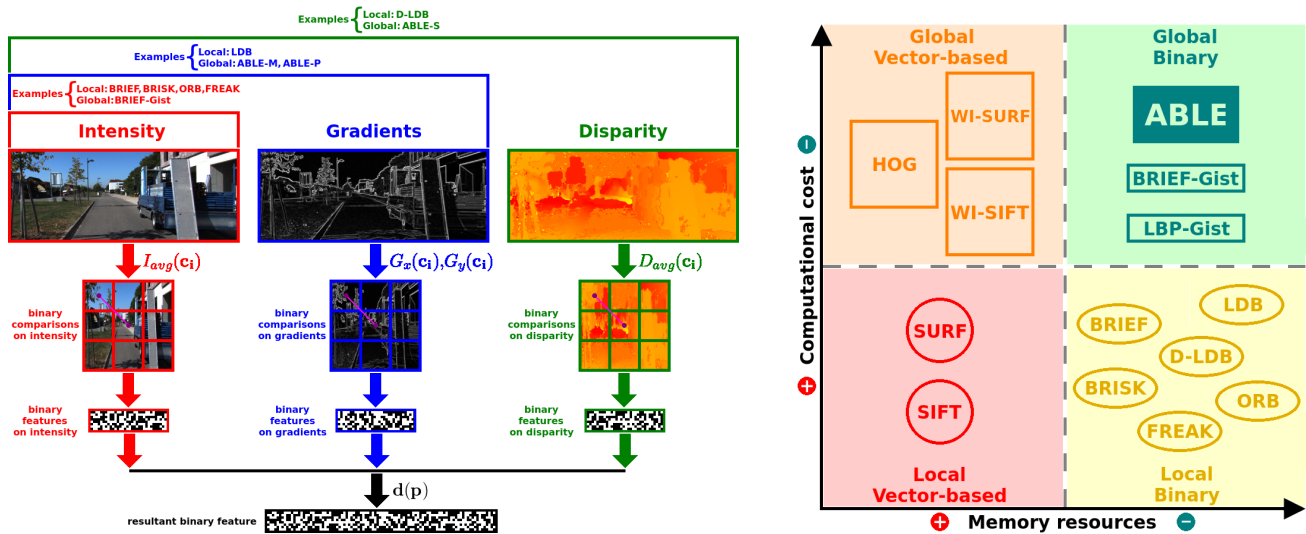 Examples
Local: D-LDB
Global: ABLE-S
Examples
Local: LDB
Global: ABLE-M, ABLE-P
Examples
Local: BRIEF, BRISK, ORB, FREAK
Global: BRIEF-Gist
Intensity
Gradients
Disparity
I_avg(c_i)
G_x(c_i),G_y(c_i)
D_avg(c_i)
binary
comparisons
on intensity
binary
comparisons
on gradients
binary
comparisons
on disparity
binary
features
on intensity
binary
features
on gradients
binary
features
on disparity
d(p)
resultant binary feature
Computational cost
−
+
Global
Vector-based
WI-SURF
HOG
WI-SIFT
Global
Binary
ABLE
BRIEF-Gist
LBP-Gist
SURF
SIFT
Local
Vector-based
LDB
BRIEF
D-LDB
BRISK
ORB
FREAK
Local
Binary
+ Memory resources −